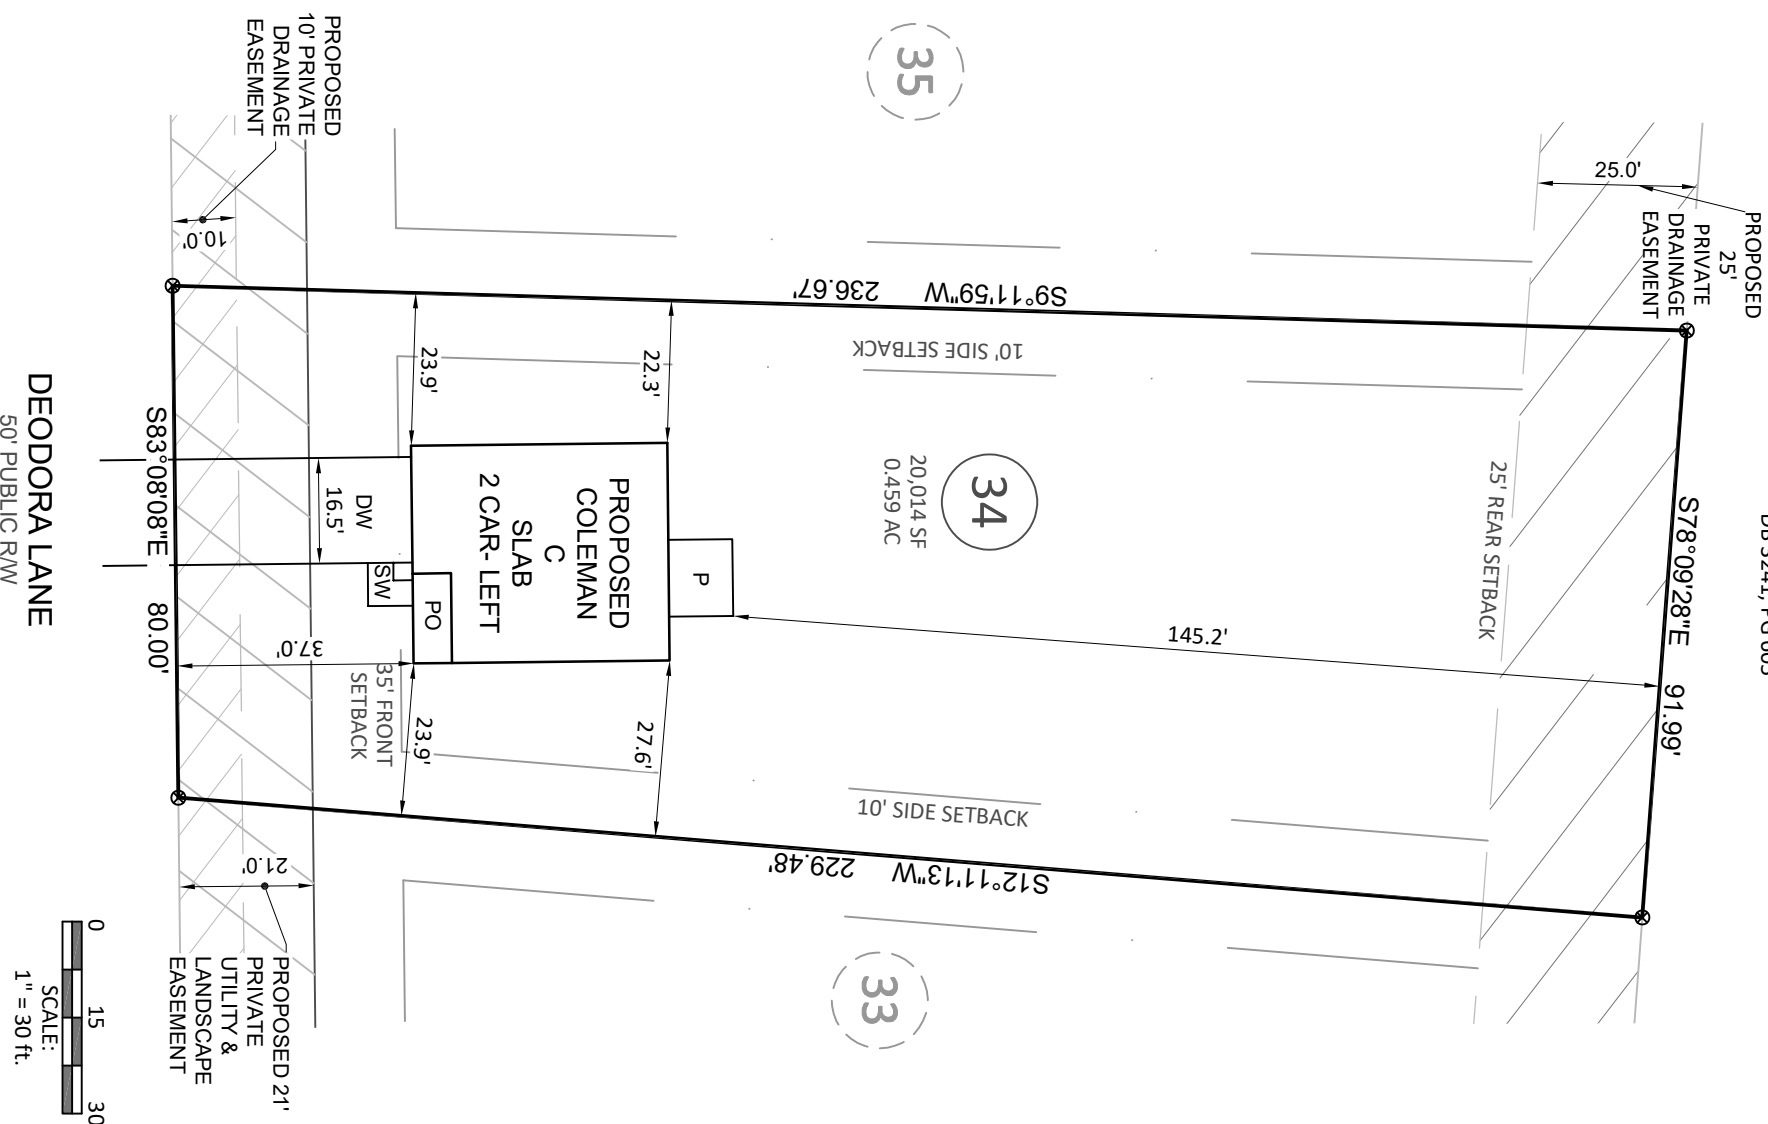 35
PROPOSED
10' PRIVATE
DRAINAGE
EASEMENT
10.0'
25.0'
PROPOSED
25'
PRIVATE
DRAINAGE
EASEMENT
S9°11'59"W 236.67'
10' SIDE SETBACK
23.9'
22.3'
34
20,014 SF
0.459 AC
25' REAR SETBACK
S78°09'28"E 91.99'
145.2'
P
PROPOSED
COLEMAN
C
SLAB
2 CAR- LEFT
PO
SW
DW
16.5'
37.0'
35' FRONT
SETBACK
23.9'
27.6'
10' SIDE SETBACK
S12°11'13"W 229.48'
S83°08'08"E 80.00'
DEODORA LANE
50' PUBLIC R/W
21.0'
PROPOSED 21'
PRIVATE
UTILITY &
LANDSCAPE
EASEMENT
33
0 15 30
SCALE:
1" = 30 ft.